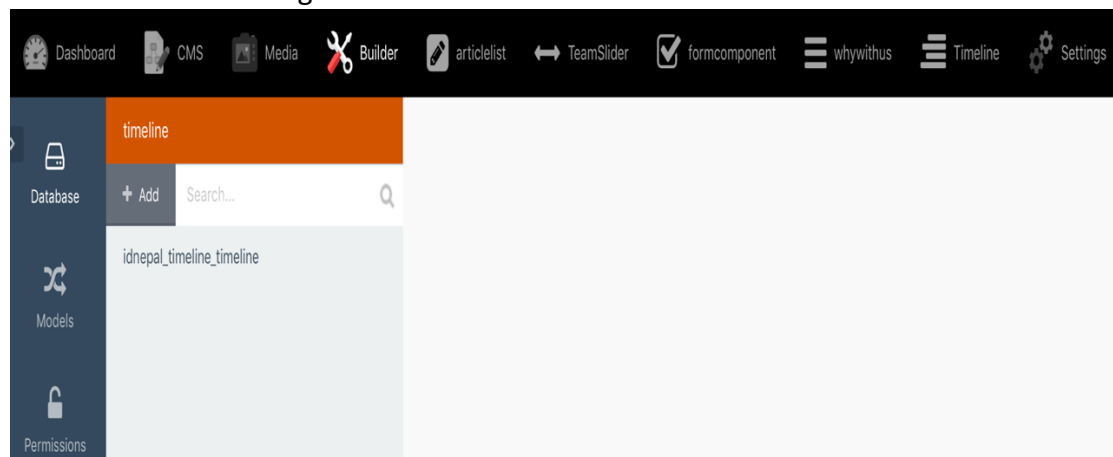 Dashboard CMS Media Builder articlelist TeamSlider formcomponent whywithus Timeline Settings
timeline
Database + Add Search...
idnepal_timeline_timeline
Models
Permissions